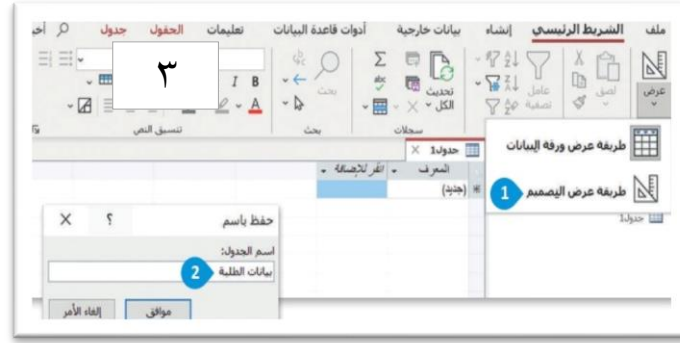 ملف الشريط الرئيسي إنشاء بيانات خارجية أدوات قاعدة البيانات تعليمات الحقول جدول
عرض لصق عامل تصفية تحديث الكل بحث I B A
٣
سجلات بحث تنسيق النص
طريقة عرض ورقة البيانات
طريقة عرض التصميم 1
جدول1
جدول1 ×
المعرف انقر للإضافة
(جديد)
حفظ باسم ? ×
اسم الجدول:
بيانات الطلبة 2
موافق إلغاء الأمر